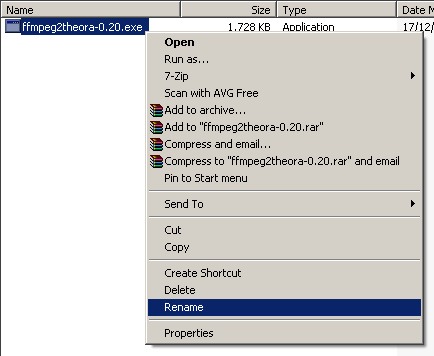 Name Size Type Date M
ffmpeg2theora-0.20.exe 1.728 KB Application 17/12/
Open
Run as...
7-Zip
Scan with AVG Free
Add to archive...
Add to "ffmpeg2theora-0.20.rar"
Compress and email...
Compress to "ffmpeg2theora-0.20.rar" and email
Pin to Start menu
Send To
Cut
Copy
Create Shortcut
Delete
Rename
Properties